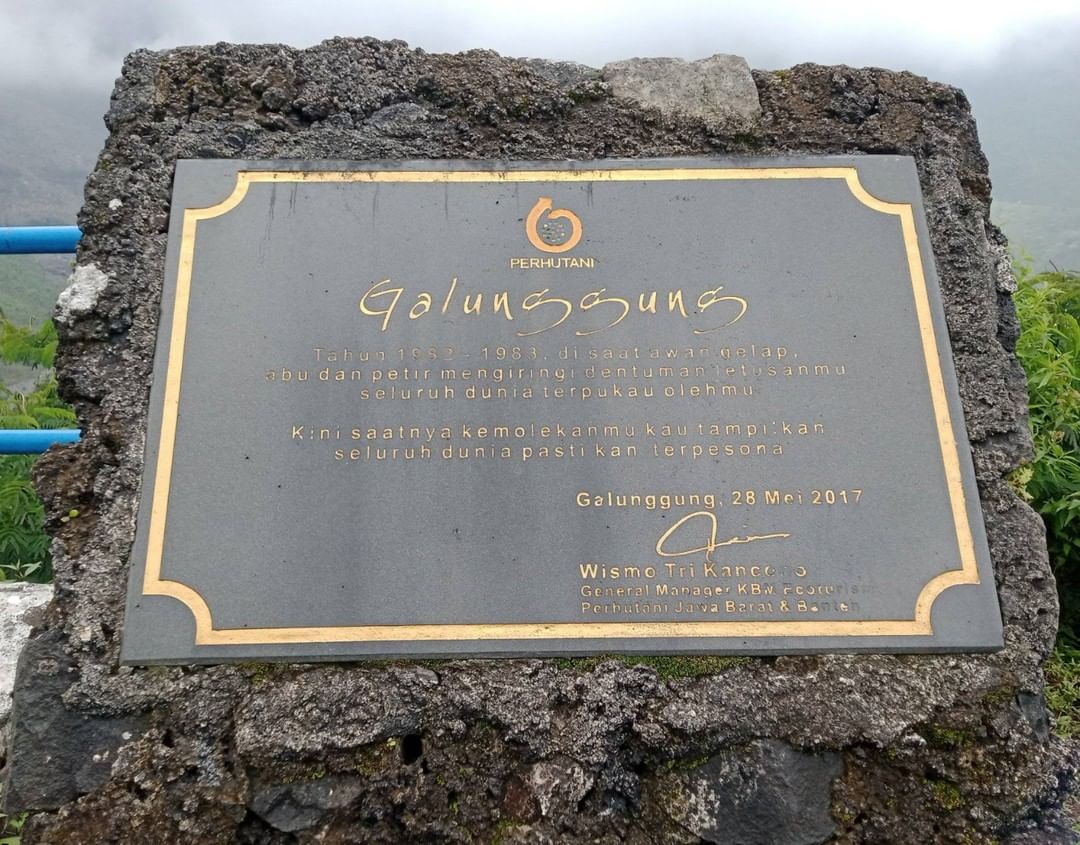 PERHUTANI
Galunggung
Tahun 1982 - 1983, di saat awan gelap,
abu dan petir mengiringi dentuman letusanmu
seluruh dunia terpukau olehmu
Kini saatnya kemolekanmu kau tampilkan
seluruh dunia pasti kan terpesona
Galunggung, 28 Mei 2017
Wismo Tri Kancono
General Manager KBM Ecotourism
Perhutani Jawa Barat & Banten